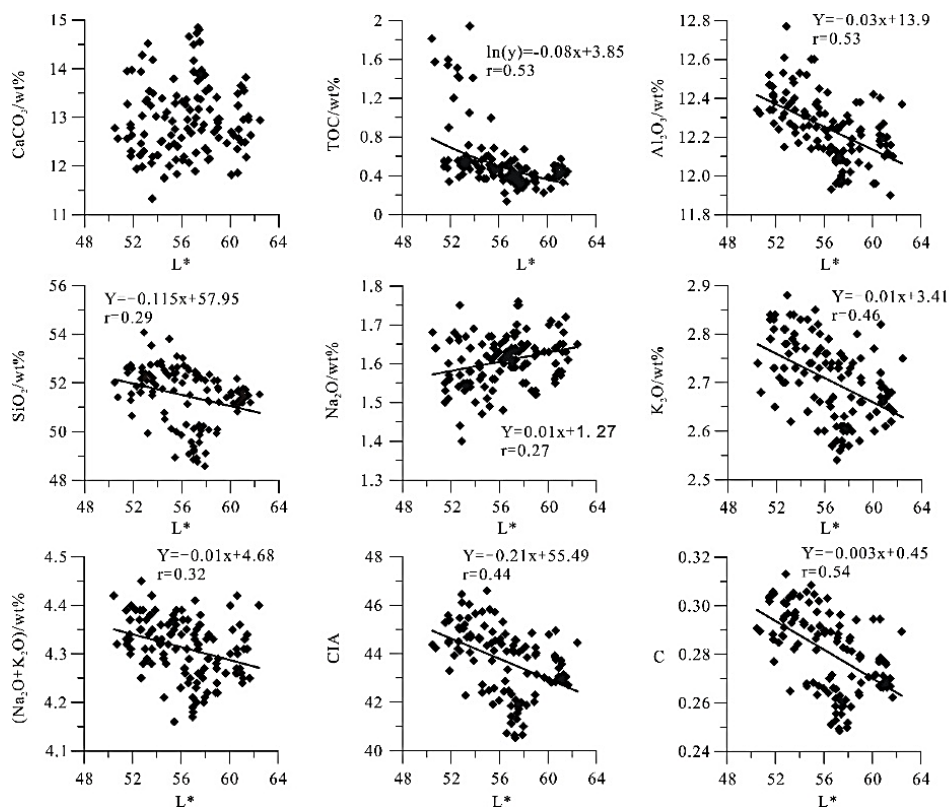 15
14
13
12
11
CaCO₃/wt%
48 52 56 60 64
L*
2
1.6
1.2
0.8
0.4
0
TOC/wt%
ln(y)=-0.08x+3.85
r=0.53
48 52 56 60 64
L*
12.8
12.6
12.4
12.2
12.0
11.8
Al₂O₃/wt%
Y=-0.03x+13.9
r=0.53
48 52 56 60 64
L*
56
54
52
50
48
SiO₂/wt%
Y=-0.115x+57.95
r=0.29
48 52 56 60 64
L*
1.8
1.7
1.6
1.5
1.4
1.3
Na₂O/wt%
Y=0.01x+1.27
r=0.27
48 52 56 60 64
L*
2.9
2.8
2.7
2.6
2.5
K₂O/wt%
Y=-0.01x+3.41
r=0.46
48 52 56 60 64
L*
4.5
4.4
4.3
4.2
4.1
(Na₂O+K₂O)/wt%
Y=-0.01x+4.68
r=0.32
48 52 56 60 64
L*
48
46
44
42
40
CIA
Y=-0.21x+55.49
r=0.44
48 52 56 60 64
L*
0.32
0.30
0.28
0.26
0.24
C
Y=-0.003x+0.45
r=0.54
48 52 56 60 64
L*